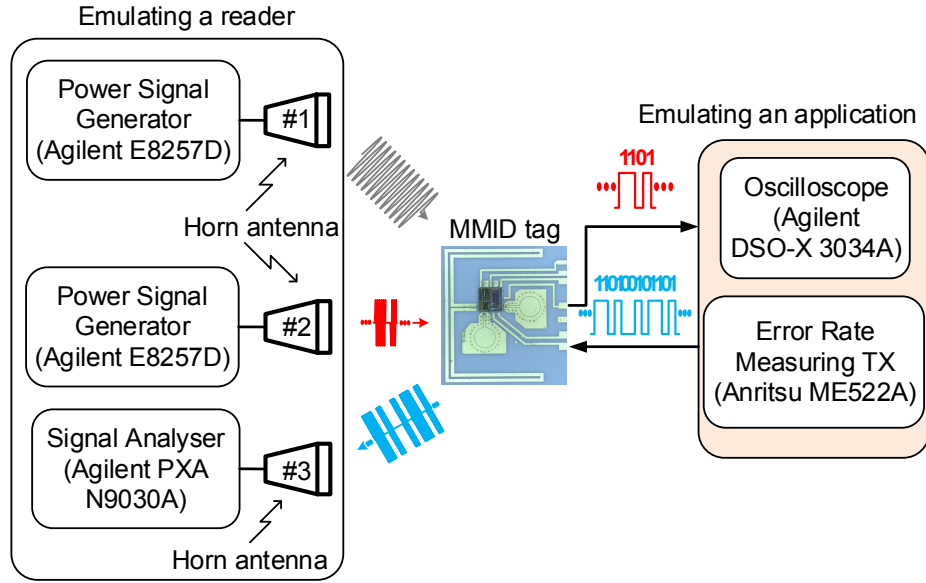 Emulating a reader
Power Signal
Generator
(Agilent E8257D)
#1
Horn antenna
Power Signal
Generator
(Agilent E8257D)
#2
Signal Analyser
(Agilent PXA
N9030A)
#3
Horn antenna
MMID tag
1101
110100101101
Emulating an application
Oscilloscope
(Agilent
DSO-X 3034A)
Error Rate
Measuring TX
(Anritsu ME522A)